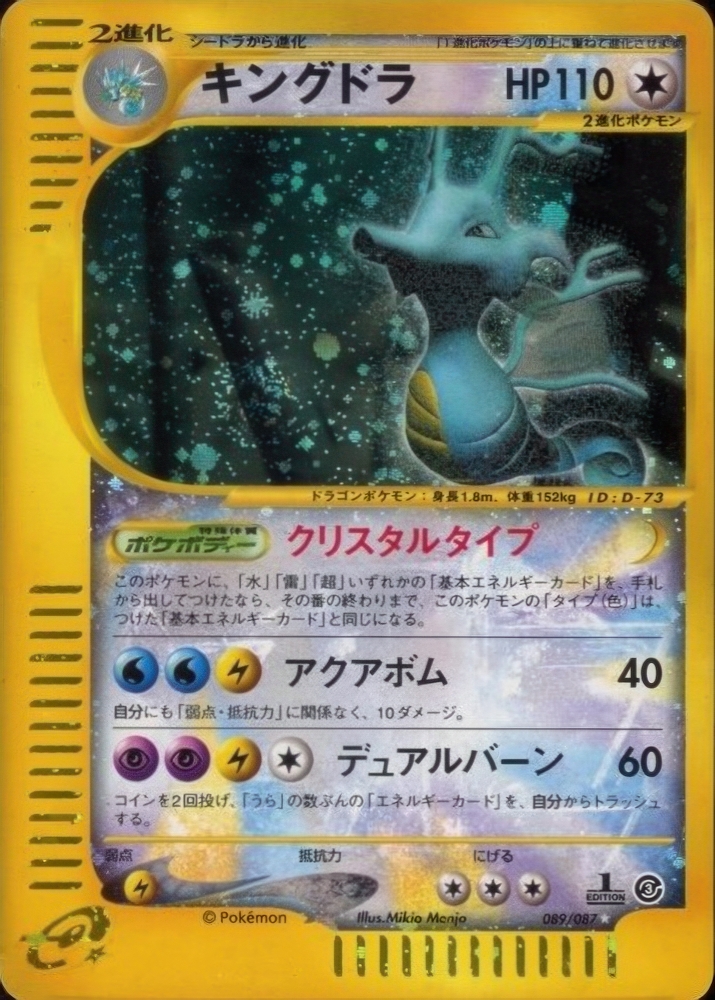 2進化 シードラから進化 「1進化ポケモン」の上に重ねて進化させます
キングドラ HP110
2進化ポケモン
ドラゴンポケモン：身長1.8m、体重152kg ID:D-73
特殊体質
ポケボディー クリスタルタイプ
このポケモンに、「水」「雷」「超」いずれかの「基本エネルギーカード」を、手札
から出してつけたなら、その番の終わりまで、このポケモンの「タイプ（色）」は、
つけた「基本エネルギーカード」と同じになる。
アクアボム 40
自分にも「弱点・抵抗力」に関係なく、10ダメージ。
デュアルバーン 60
コインを2回投げ、「うら」の数ぶんの「エネルギーカード」を、自分からトラッシュ
する。
弱点 抵抗力 にげる
1 EDITION 3
© Pokémon Illus.Mikio Menjo 089/087 ★
e